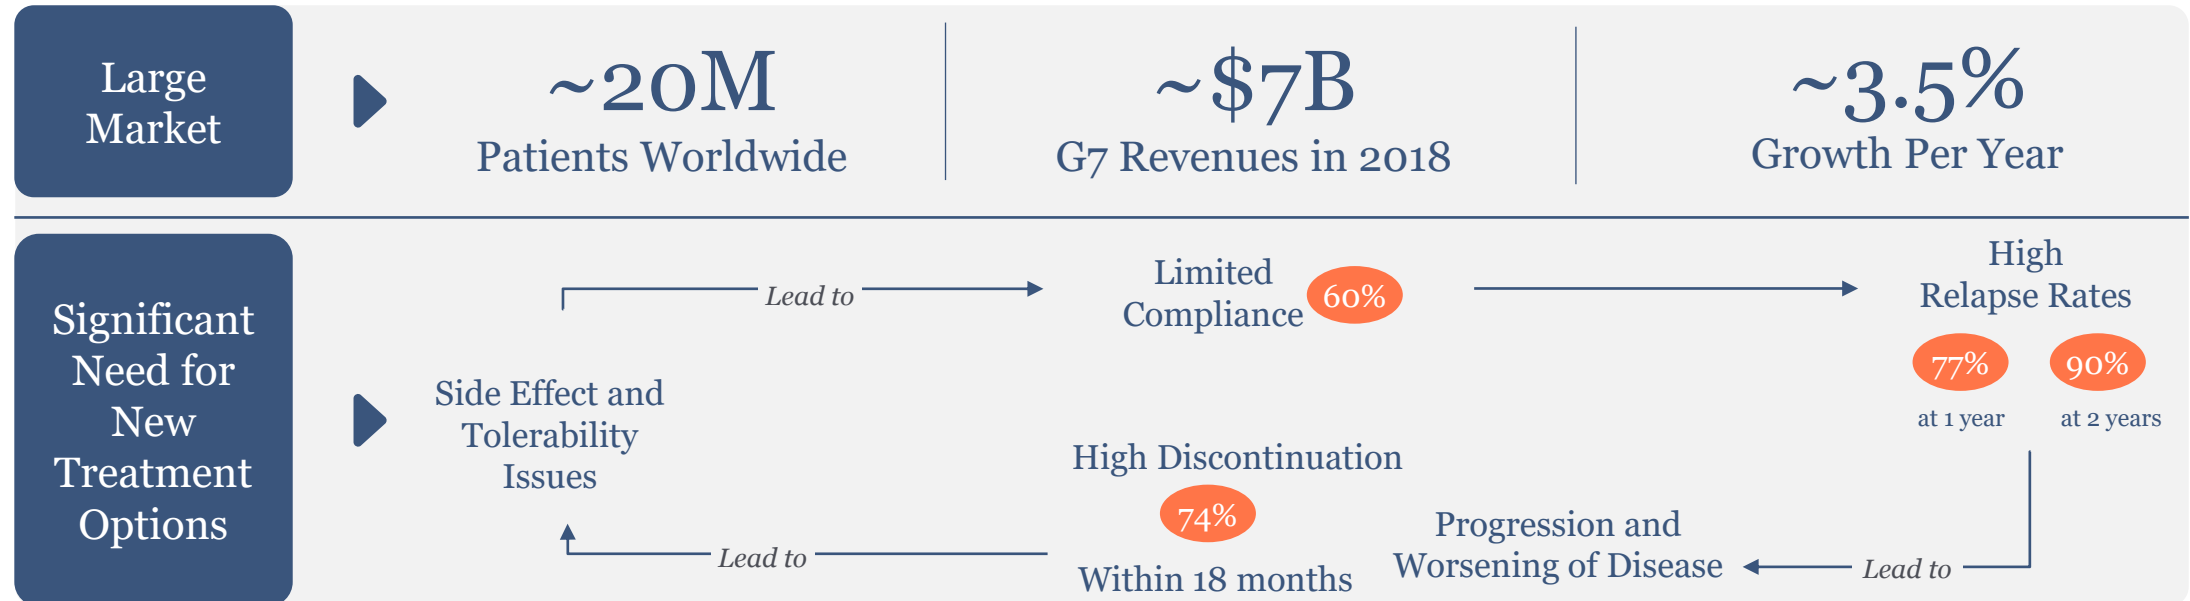 Large
Market
~20M
Patients Worldwide
~$7B
G7 Revenues in 2018
~3.5%
Growth Per Year
Significant
Need for
New
Treatment
Options
Side Effect and
Tolerability
Issues
Lead to
Limited
Compliance
60%
High
Relapse Rates
77%
90%
at 1 year
at 2 years
Lead to
Progression and
Worsening of Disease
High Discontinuation
74%
Within 18 months
Lead to